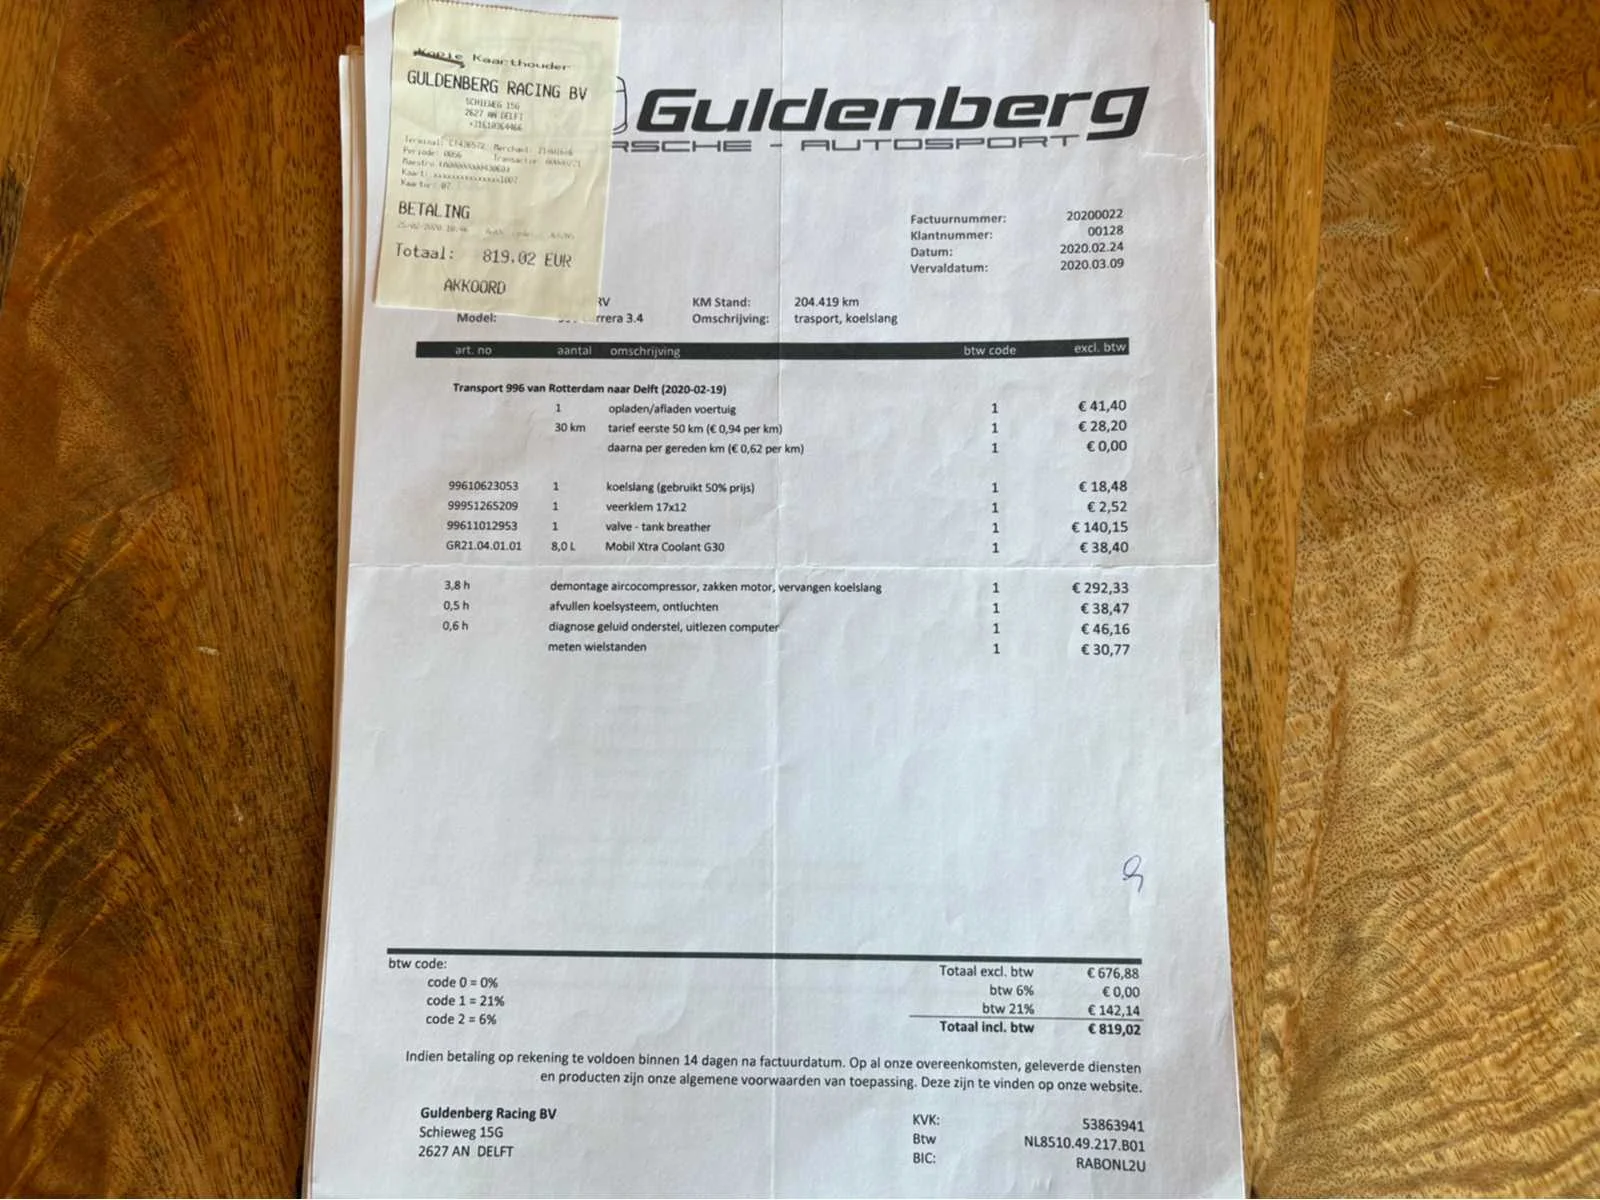 Kopie Kaarthouder
GULDENBERG RACING BV
SCHIEWEG 15G
2627 AN DELFT
Kaart: xxxxxxxxxxxxxxx1007
BETALING
Totaal: 819.02 EUR
AKKOORD
Guldenberg
RSCHE - AUTOSPORT
Factuurnummer: 20200022
Klantnummer: 00128
Datum: 2020.02.24
Vervaldatum: 2020.03.09
RV KM Stand: 204.419 km
Model: rrera 3.4 Omschrijving: trasport, koelslang
art. no aantal omschrijving btw code excl. btw
Transport 996 van Rotterdam naar Delft (2020-02-19)
1 opladen/afladen voertuig 1 € 41,40
30 km tarief eerste 50 km (€ 0,94 per km) 1 € 28,20
daarna per gereden km (€ 0,62 per km) 1 € 0,00
99610623053 1 koelslang (gebruikt 50% prijs) 1 € 18,48
99951265209 1 veerklem 17x12 1 € 2,52
99611012953 1 valve - tank breather 1 € 140,15
GR21.04.01.01 8,0 L Mobil Xtra Coolant G30 1 € 38,40
3,8 h demontage aircocompressor, zakken motor, vervangen koelslang 1 € 292,33
0,5 h afvullen koelsysteem, ontluchten 1 € 38,47
0,6 h diagnose geluid onderstel, uitlezen computer 1 € 46,16
meten wielstanden 1 € 30,77
btw code:
code 0 = 0%
code 1 = 21%
code 2 = 6%
Totaal excl. btw € 676,88
btw 6% € 0,00
btw 21% € 142,14
Totaal incl. btw € 819,02
Indien betaling op rekening te voldoen binnen 14 dagen na factuurdatum. Op al onze overeenkomsten, geleverde diensten
en producten zijn onze algemene voorwaarden van toepassing. Deze zijn te vinden op onze website.
Guldenberg Racing BV
Schieweg 15G
2627 AN DELFT
KVK: 53863941
Btw NL8510.49.217.B01
BIC: RABONL2U